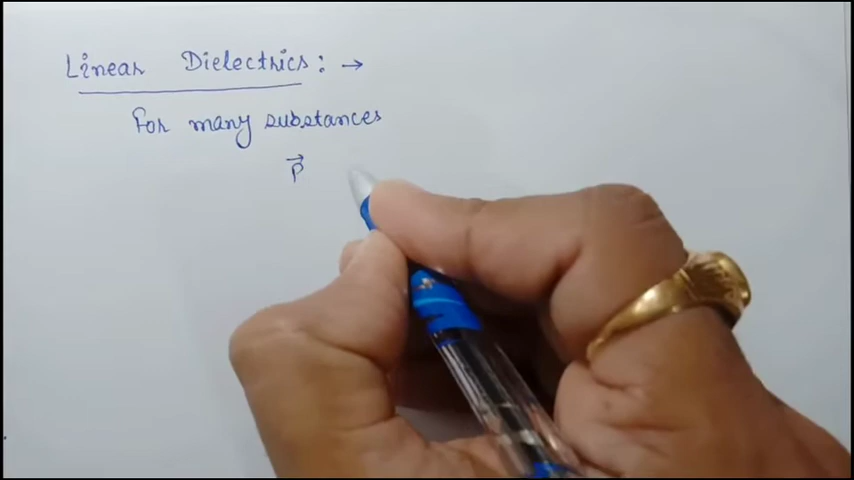 Linear Dielectrics : →
For many substances
P⃗